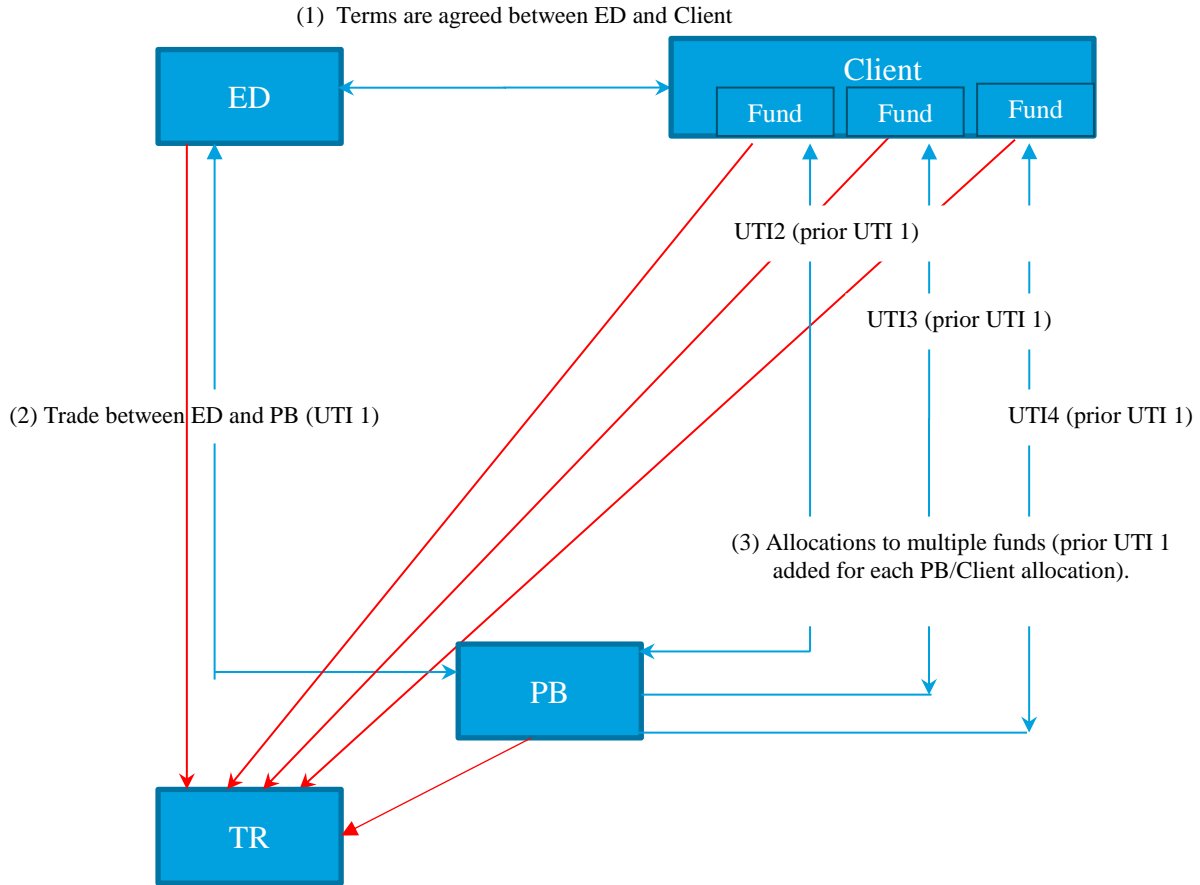 (1) Terms are agreed between ED and Client
ED
Client
Fund
Fund
Fund
UTI2 (prior UTI 1)
UTI3 (prior UTI 1)
(2) Trade between ED and PB (UTI 1)
UTI4 (prior UTI 1)
(3) Allocations to multiple funds (prior UTI 1
added for each PB/Client allocation).
PB
TR